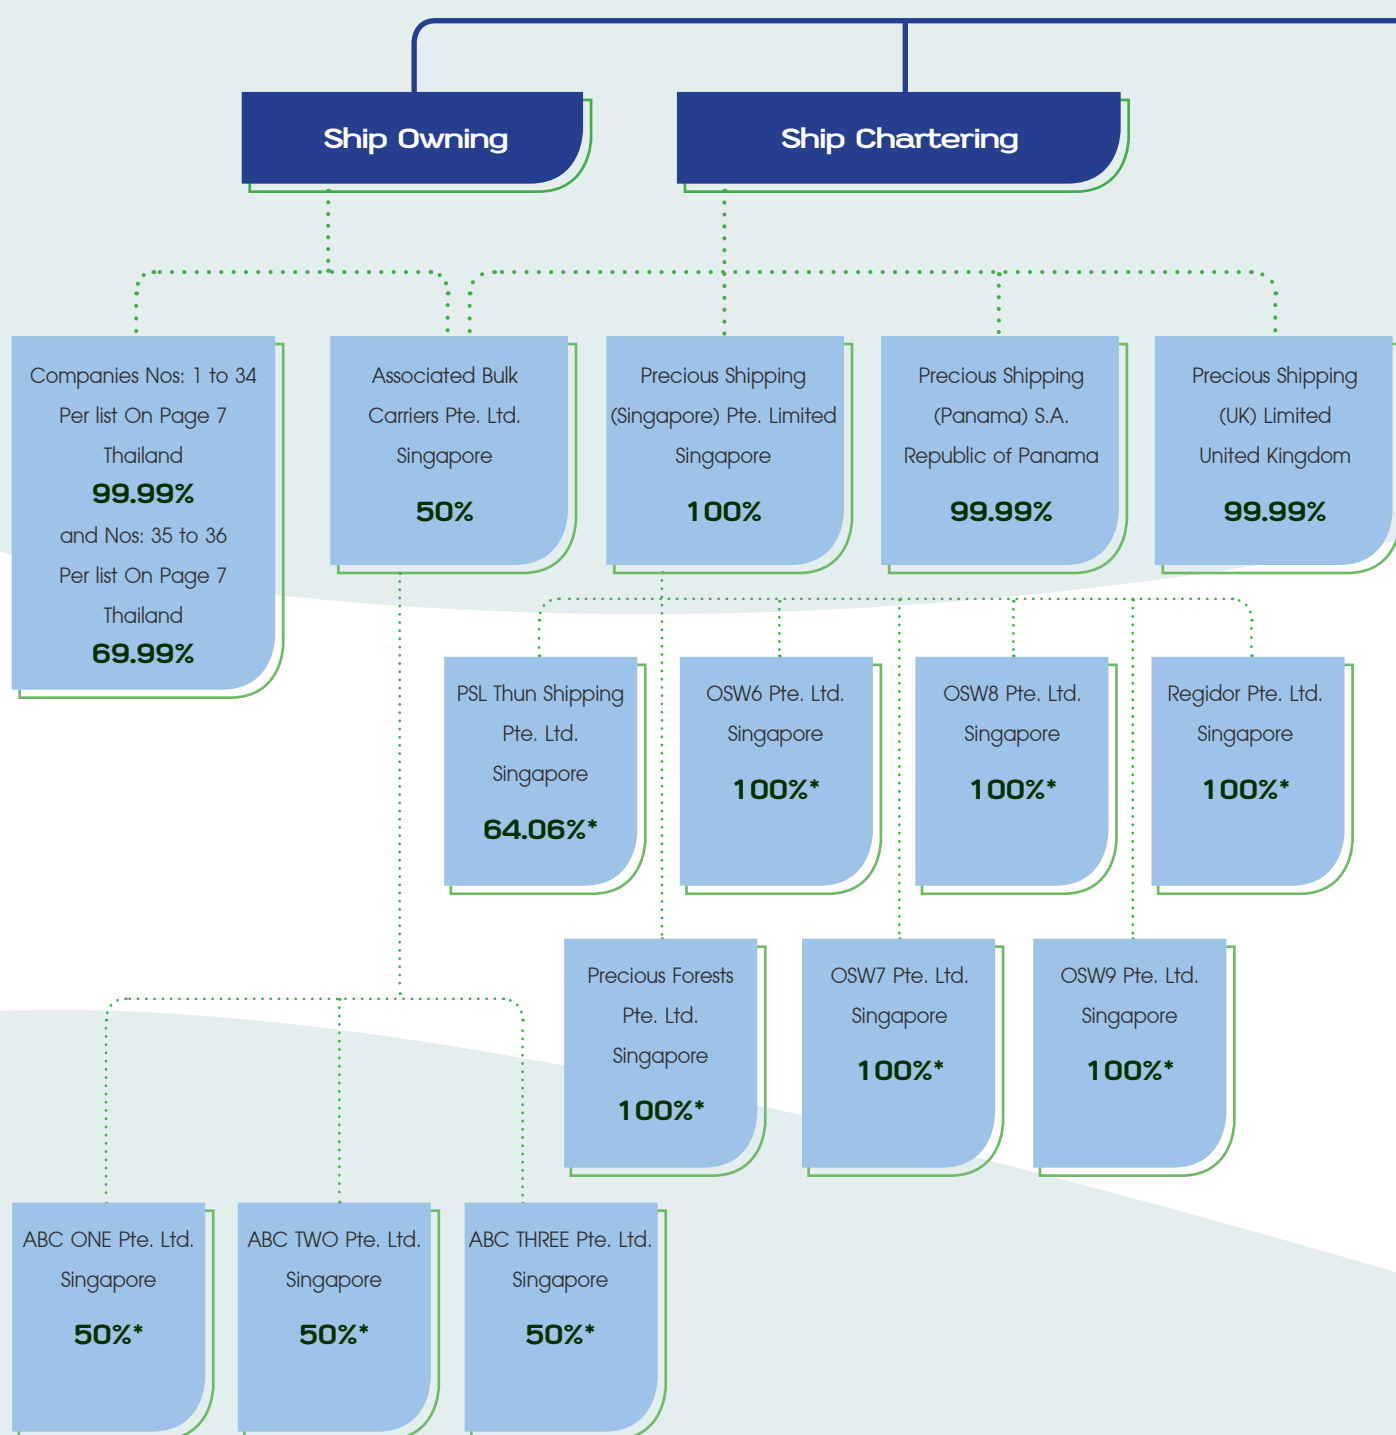 Ship Owning
Ship Chartering
Companies Nos: 1 to 34
Per list On Page 7
Thailand
99.99%
and Nos: 35 to 36
Per list On Page 7
Thailand
69.99%
Associated Bulk
Carriers Pte. Ltd.
Singapore
50%
Precious Shipping
(Singapore) Pte. Limited
Singapore
100%
Precious Shipping
(Panama) S.A.
Republic of Panama
99.99%
Precious Shipping
(UK) Limited
United Kingdom
99.99%
PSL Thun Shipping
Pte. Ltd.
Singapore
64.06%*
OSW6 Pte. Ltd.
Singapore
100%*
OSW8 Pte. Ltd.
Singapore
100%*
Regidor Pte. Ltd.
Singapore
100%*
Precious Forests
Pte. Ltd.
Singapore
100%*
OSW7 Pte. Ltd.
Singapore
100%*
OSW9 Pte. Ltd.
Singapore
100%*
ABC ONE Pte. Ltd.
Singapore
50%*
ABC TWO Pte. Ltd.
Singapore
50%*
ABC THREE Pte. Ltd.
Singapore
50%*